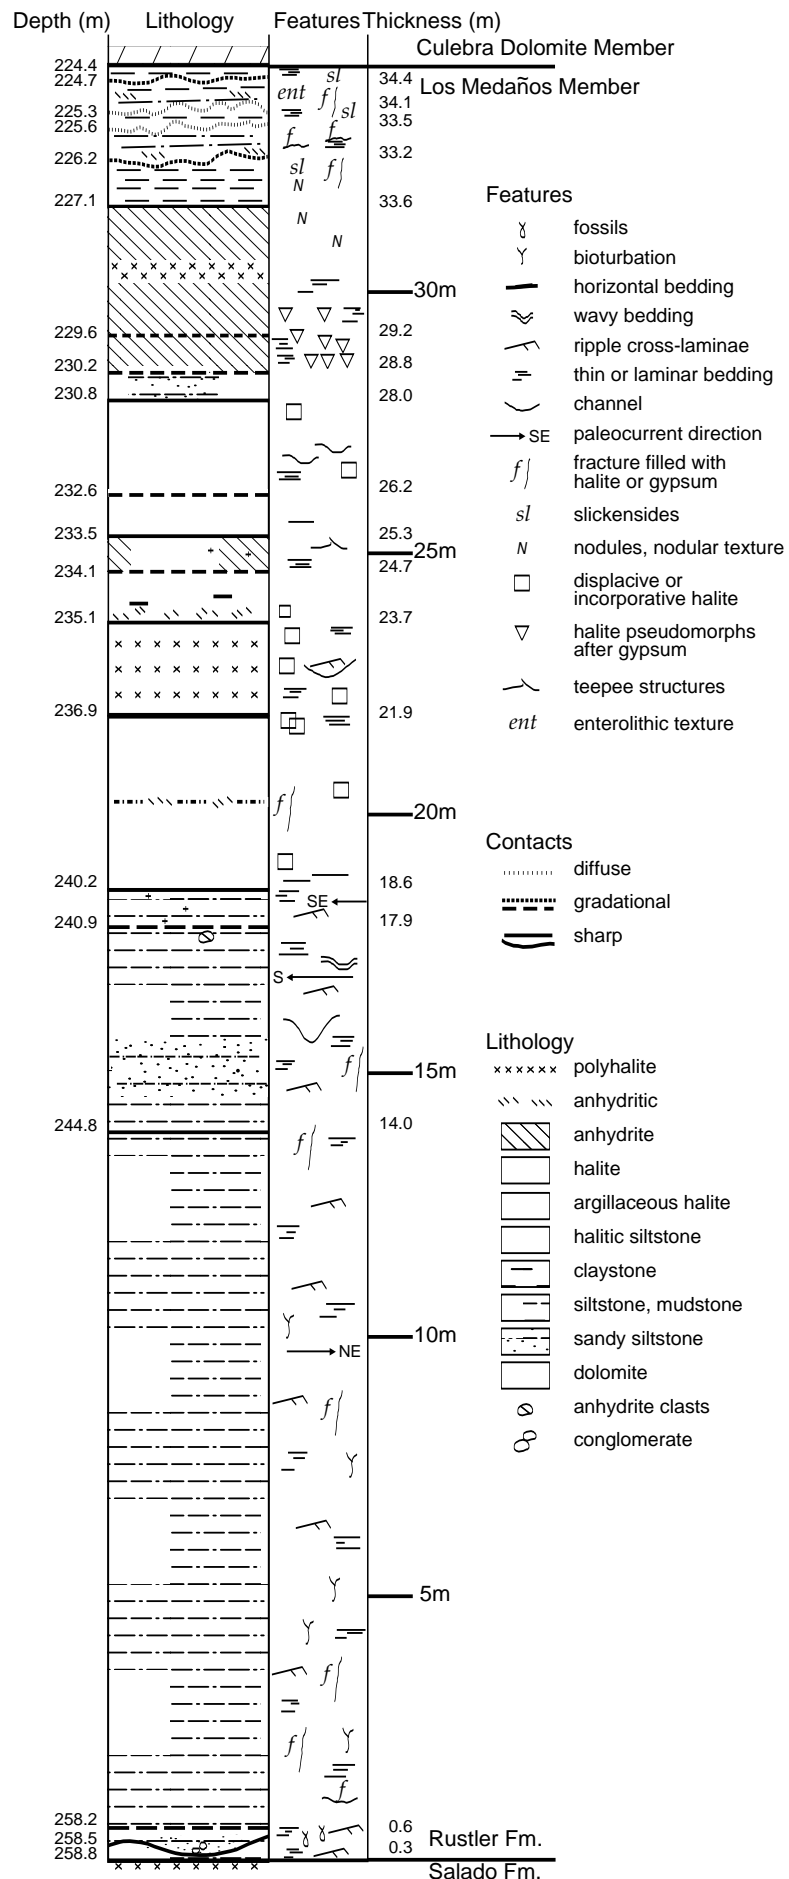 Depth (m) Lithology Features Thickness (m)
Culebra Dolomite Member
224.4
Los Medaños Member
224.7 sl 34.4
ent f 34.1
225.3 sl 33.5
225.6 f f
226.2 33.2
sl f
N
227.1 33.6
N
N
30m
229.6 29.2
230.2 28.8
230.8 28.0
232.6 26.2
233.5 25.3
25m
234.1 24.7
235.1 23.7
236.9 21.9
f 20m
240.2 18.6
SE
240.9 17.9
S
f 15m
244.8 14.0
f
10m
NE
f
5m
f
f
f
258.2 0.6
258.5 Rustler Fm.
258.8 0.3
Salado Fm.
Features
fossils
bioturbation
horizontal bedding
wavy bedding
ripple cross-laminae
thin or laminar bedding
channel
SE paleocurrent direction
f fracture filled with
halite or gypsum
sl slickensides
N nodules, nodular texture
displacive or
incorporative halite
halite pseudomorphs
after gypsum
teepee structures
ent enterolithic texture
Contacts
diffuse
gradational
sharp
Lithology
polyhalite
anhydritic
anhydrite
halite
argillaceous halite
halitic siltstone
claystone
siltstone, mudstone
sandy siltstone
dolomite
anhydrite clasts
conglomerate